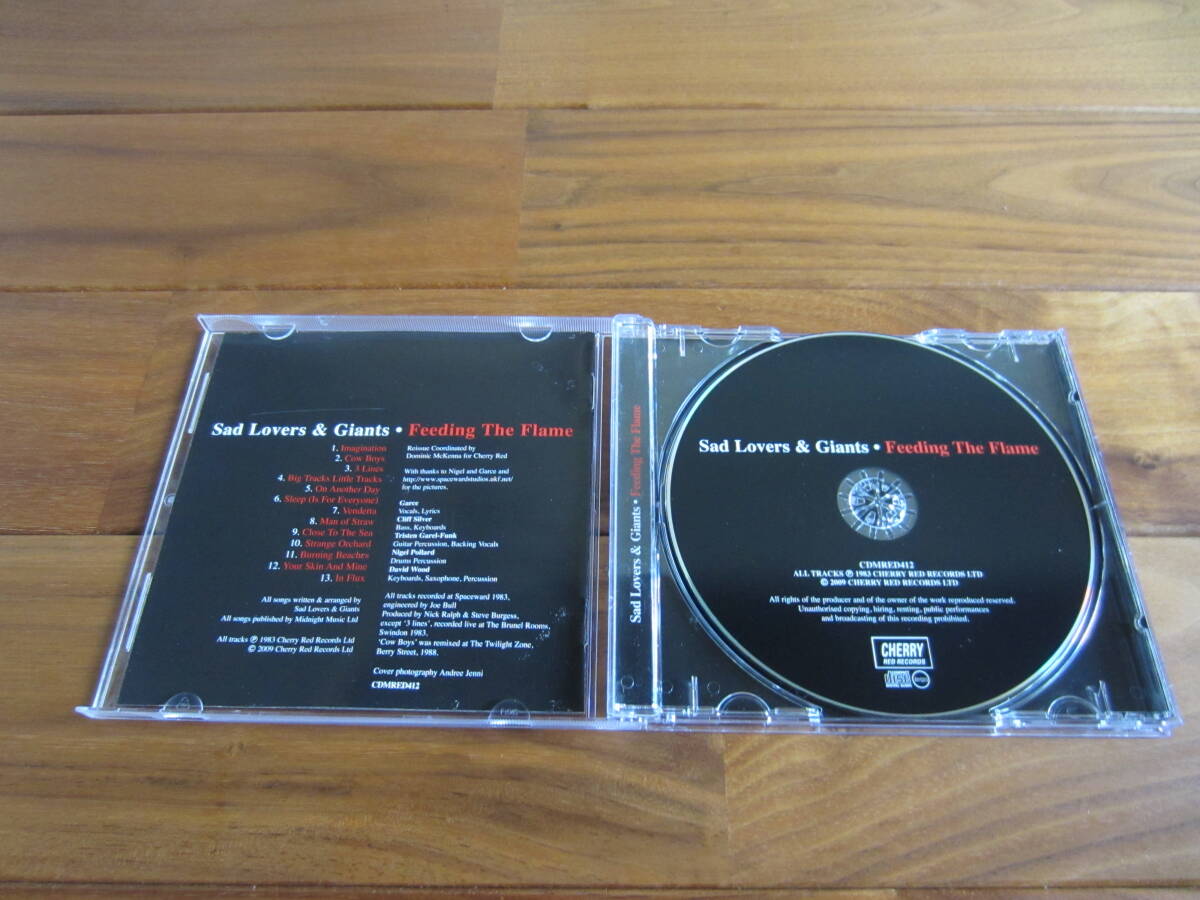 Sad Lovers & Giants • Feeding The Flame
1. Imagination
2. Cow Boys
3. 3 Lines
4. Big Tracks Little Tracks
5. On Another Day
6. Sleep (Is For Everyone)
7. Vendetta
8. Man of Straw
9. Close To The Sea
10. Strange Orchard
11. Burning Beaches
12. Your Skin And Mine
13. In Flux
All songs written & arranged by
Sad Lovers & Giants
All songs published by Midnight Music Ltd
All tracks ℗ 1983 Cherry Red Records Ltd
© 2009 Cherry Red Records Ltd
Reissue Coordinated by
Dominic McKenna for Cherry Red
With thanks to Nigel and Garce and
http://www.spacewardstudios.ukf.net/
for the pictures.
Garce
Vocals, Lyrics
Cliff Silver
Bass, Keyboards
Tristen Garel-Funk
Guitar Percussion, Backing Vocals
Nigel Pollard
Drums Percussion
David Wood
Keyboards, Saxophone, Percussion
All tracks recorded at Spaceward 1983,
engineered by Joe Bull
Produced by Nick Ralph & Steve Burgess,
except '3 lines', recorded live at The Brunel Rooms,
Swindon 1983.
'Cow Boys' was remixed at The Twilight Zone,
Berry Street, 1988.
Cover photography Andree Jenni
CDMRED412
Sad Lovers & Giants • Feeding The Flame
Sad Lovers & Giants • Feeding The Flame
CDMRED412
ALL TRACKS ℗ 1983 CHERRY RED RECORDS LTD
© 2009 CHERRY RED RECORDS LTD
All rights of the producer and of the owner of the work reproduced reserved.
Unauthorised copying, hiring, renting, public performances
and broadcasting of this recording prohibited.
CHERRY
RED RECORDS